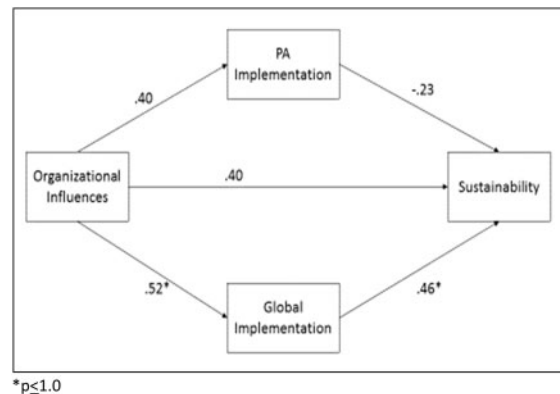 PA
Implementation
.40
-.23
Organizational
Influences
.40
Sustainability
.52*
.46*
Global
Implementation
*p≤1.0